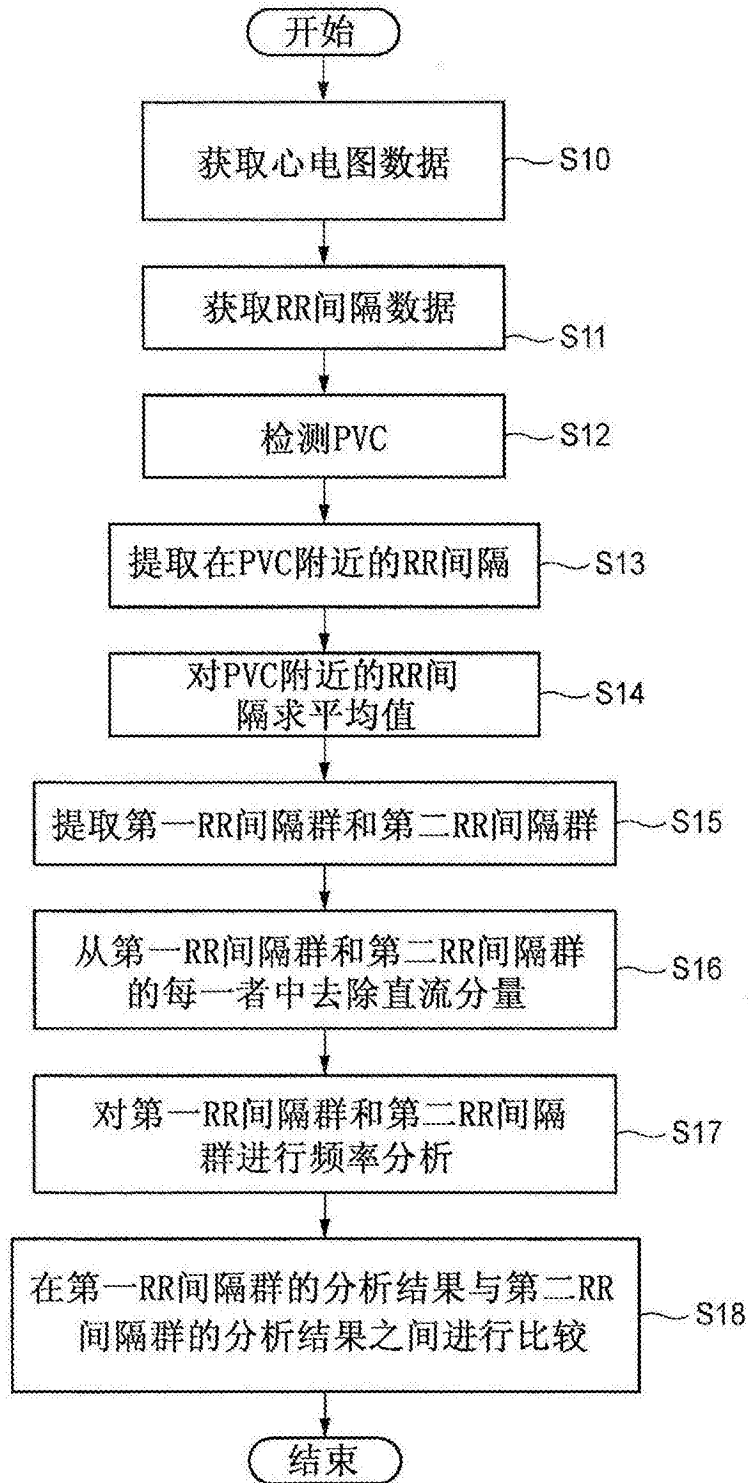 开始
获取心电图数据
S10
获取RR间隔数据
S11
检测PVC
S12
提取在PVC附近的RR间隔
S13
对PVC附近的RR间
隔求平均值
S14
提取第一RR间隔群和第二RR间隔群
S15
从第一RR间隔群和第二RR间隔群
的每一者中去除直流分量
S16
对第一RR间隔群和第二RR间隔
群进行频率分析
S17
在第一RR间隔群的分析结果与第二RR
间隔群的分析结果之间进行比较
S18
结束